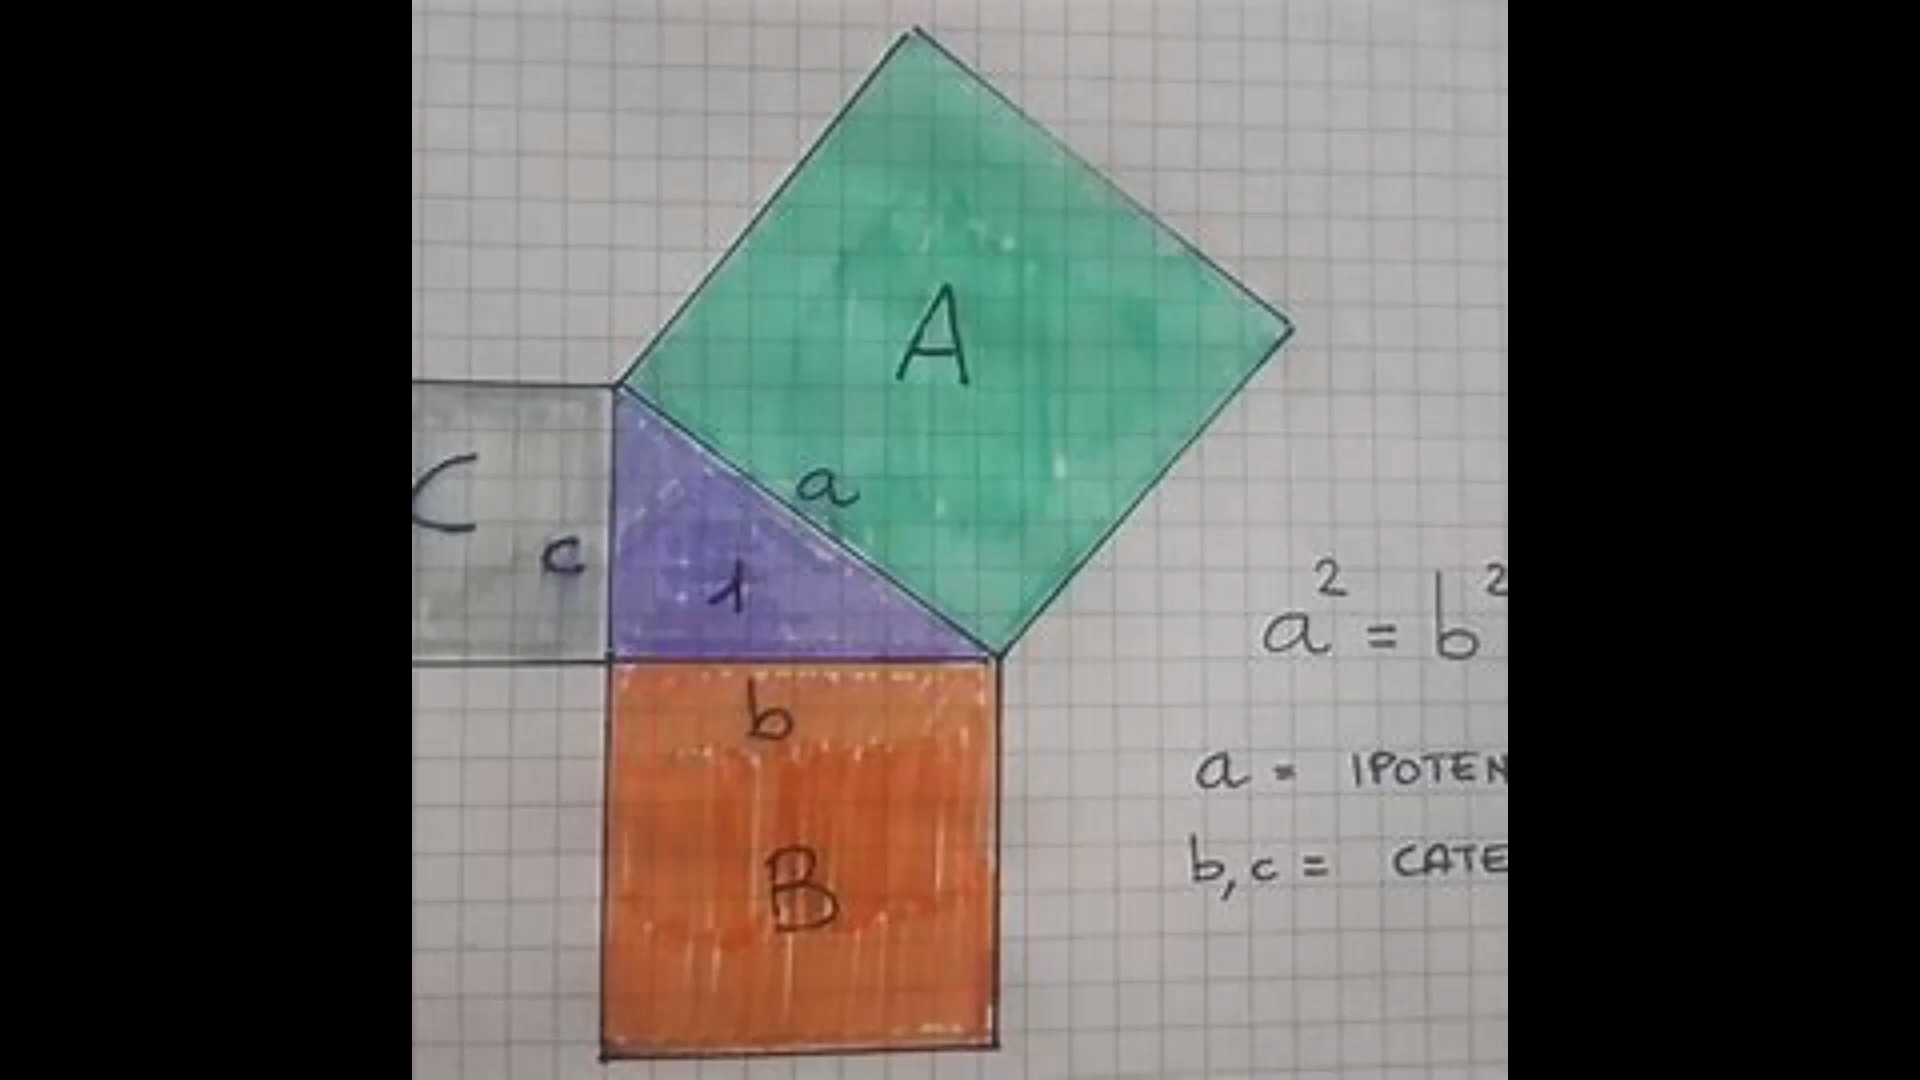 A
a
C
c
1
b
B
a² = b²
a = IPOTEN
b, c = CATE